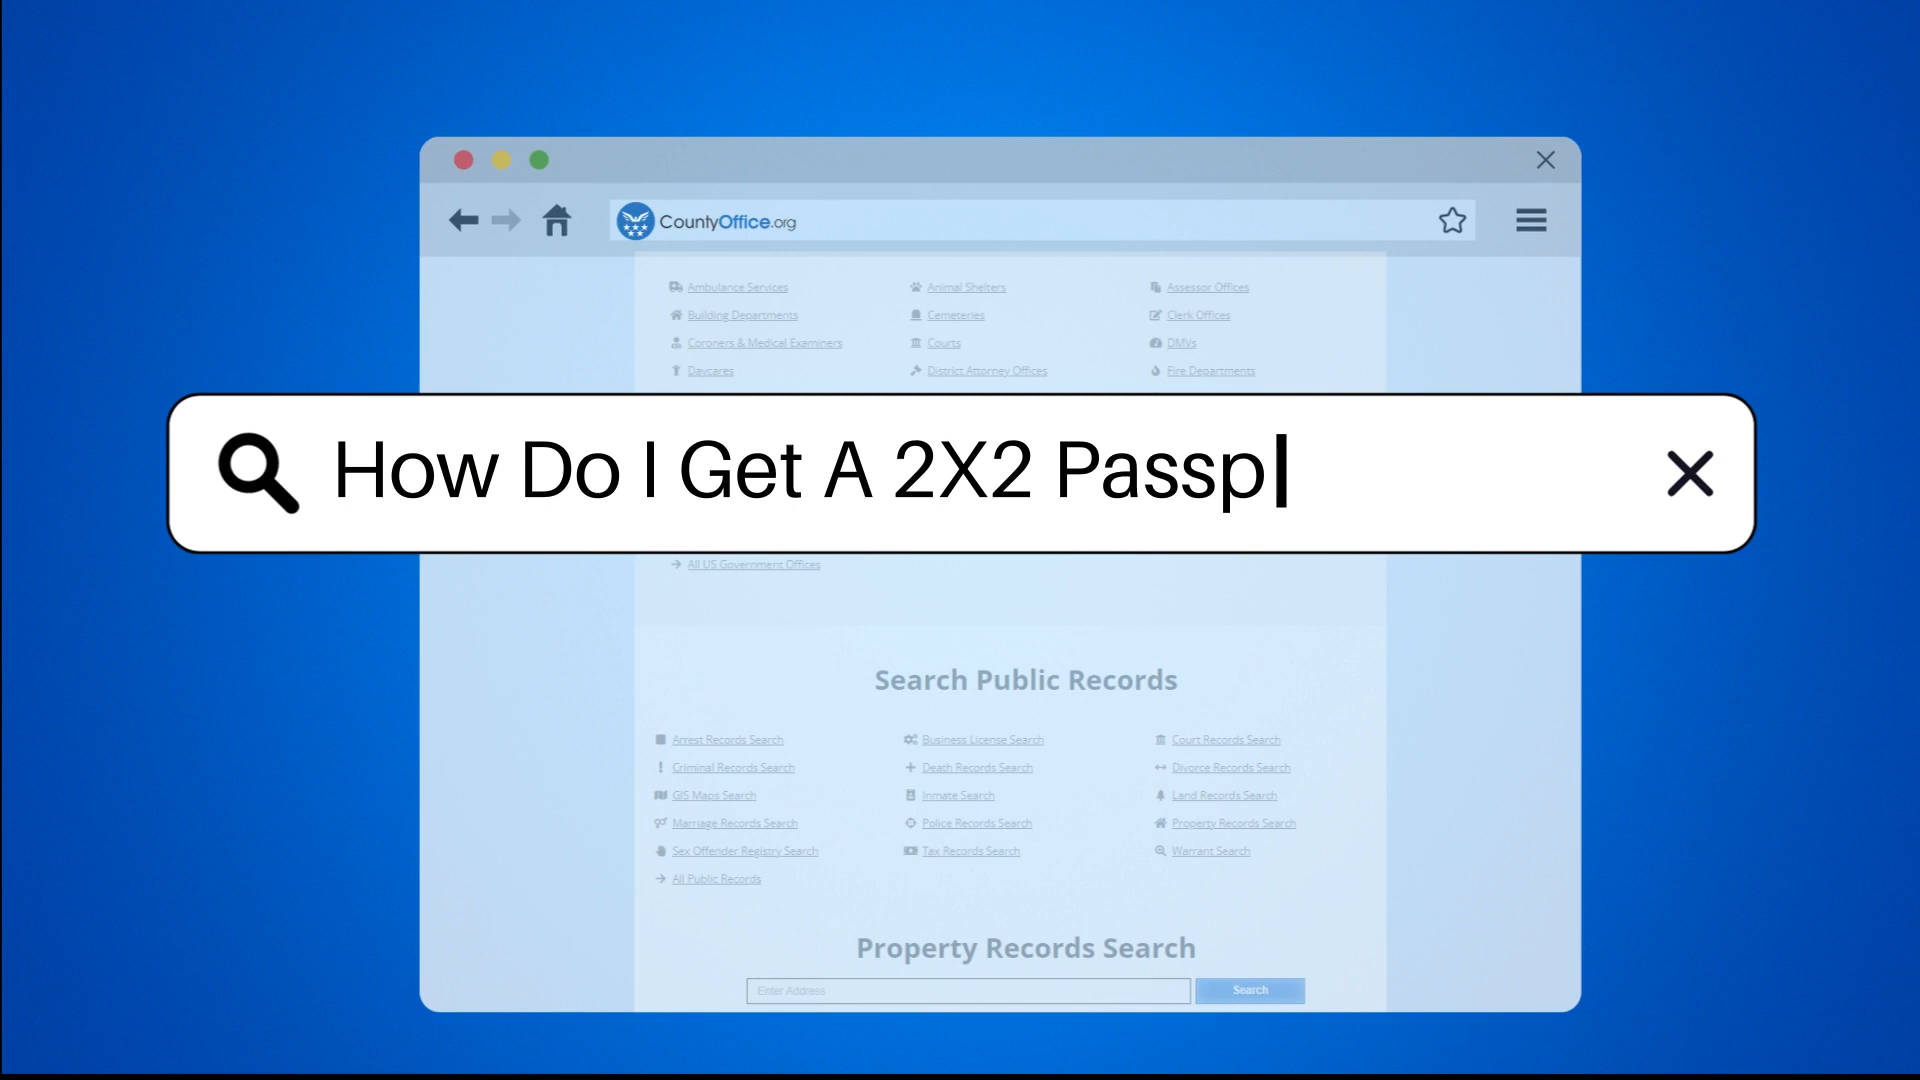 CountyOffice.org
Ambulance Services Animal Shelters Assessor Offices
Building Departments Cemeteries Clerk Offices
Coroners & Medical Examiners Courts DMVs
Daycares District Attorney Offices Fire Departments
How Do I Get A 2X2 Passp
All US Government Offices
Search Public Records
Arrest Records Search Business License Search Court Records Search
Criminal Records Search Death Records Search Divorce Records Search
GIS Maps Search Inmate Search Land Records Search
Marriage Records Search Police Records Search Property Records Search
Sex Offender Registry Search Tax Records Search Warrant Search
All Public Records
Property Records Search
Enter Address Search